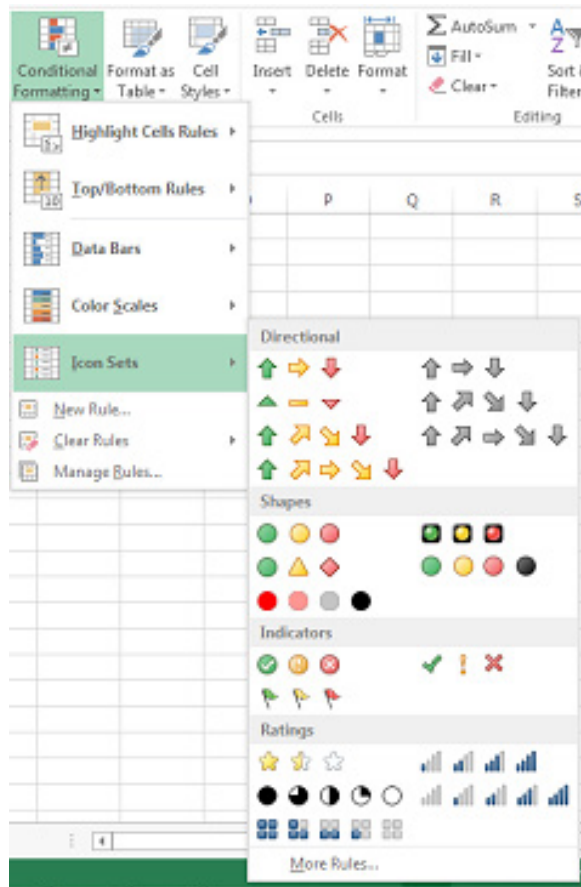 Conditional Formatting
Format as Table
Cell Styles
Insert
Delete
Format
Cells
AutoSum
Fill
Clear
Sort
Filter
Editing
Highlight Cells Rules
Top/Bottom Rules
Data Bars
Color Scales
Icon Sets
New Rule...
Clear Rules
Manage Rules...
P
Q
R
S
Directional
Shapes
Indicators
Ratings
More Rules...